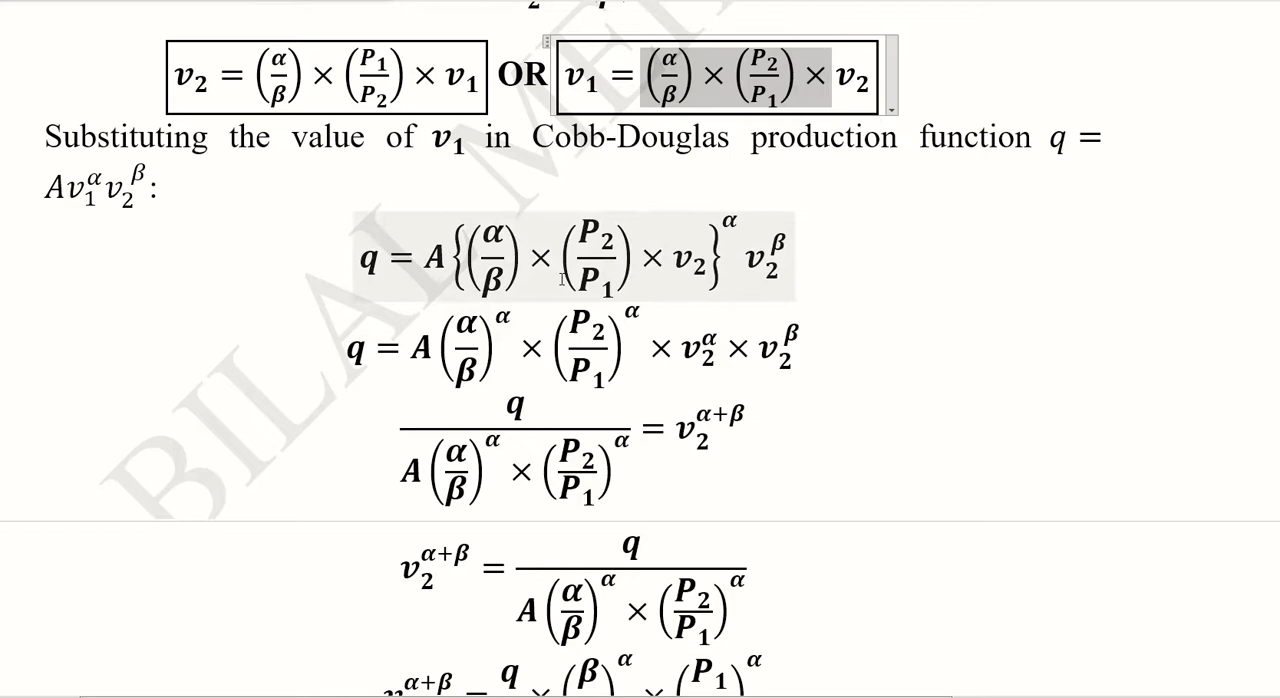 v₂ = (α/β) × (P₁/P₂) × v₁ OR v₁ = (α/β) × (P₂/P₁) × v₂
Substituting the value of v₁ in Cobb-Douglas production function q =
Av₁^α v₂^β :
q = A{(α/β) × (P₂/P₁) × v₂}^α v₂^β
q = A(α/β)^α × (P₂/P₁)^α × v₂^α × v₂^β
q / (A(α/β)^α × (P₂/P₁)^α) = v₂^(α+β)
v₂^(α+β) = q / (A(α/β)^α × (P₂/P₁)^α)
BILAL